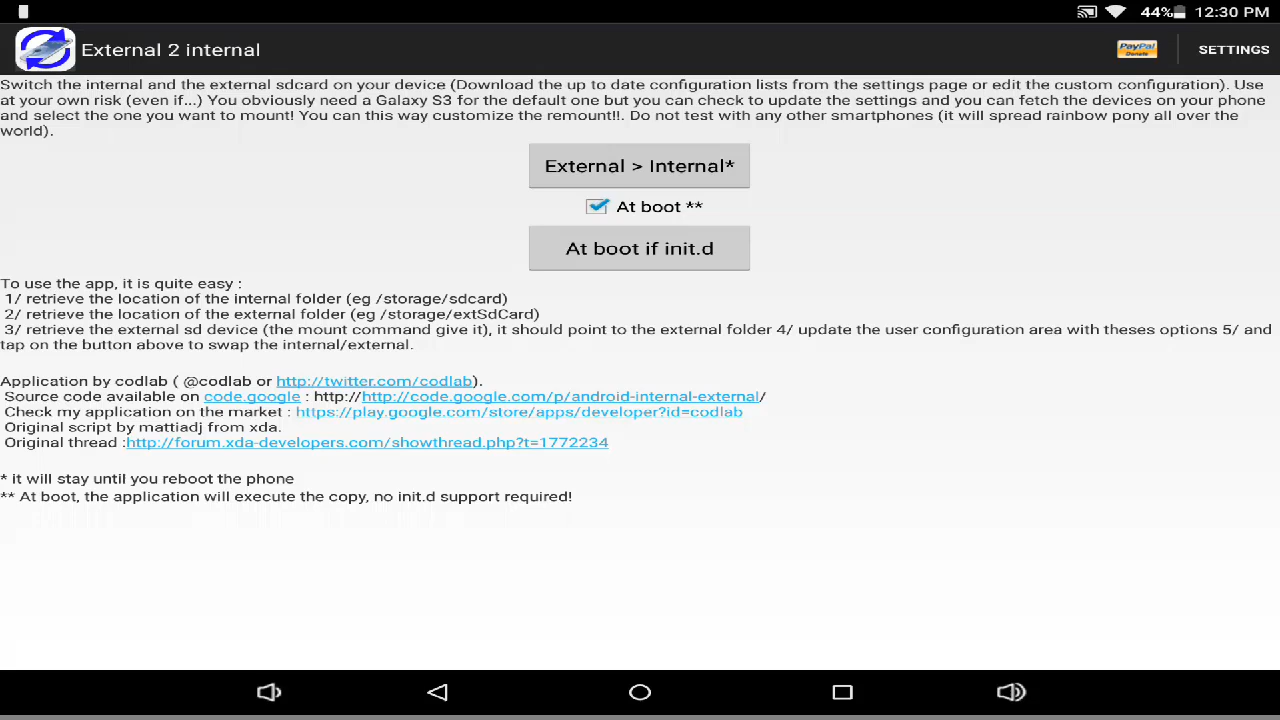 44% 12:30 PM
External 2 internal
PayPal
Donate
SETTINGS
Switch the internal and the external sdcard on your device (Download the up to date configuration lists from the settings page or edit the custom configuration). Use
at your own risk (even if...) You obviously need a Galaxy S3 for the default one but you can check to update the settings and you can fetch the devices on your phone
and select the one you want to mount! You can this way customize the remount!!. Do not test with any other smartphones (it will spread rainbow pony all over the
world).
External > Internal*
At boot **
At boot if init.d
To use the app, it is quite easy :
1/ retrieve the location of the internal folder (eg /storage/sdcard)
2/ retrieve the location of the external folder (eg /storage/extSdCard)
3/ retrieve the external sd device (the mount command give it), it should point to the external folder 4/ update the user configuration area with theses options 5/ and
tap on the button above to swap the internal/external.
Application by codlab ( @codlab or http://twitter.com/codlab).
Source code available on code.google : http://http://code.google.com/p/android-internal-external/
Check my application on the market : https://play.google.com/store/apps/developer?id=codlab
Original script by mattiadj from xda.
Original thread :http://forum.xda-developers.com/showthread.php?t=1772234
* it will stay until you reboot the phone
** At boot, the application will execute the copy, no init.d support required!